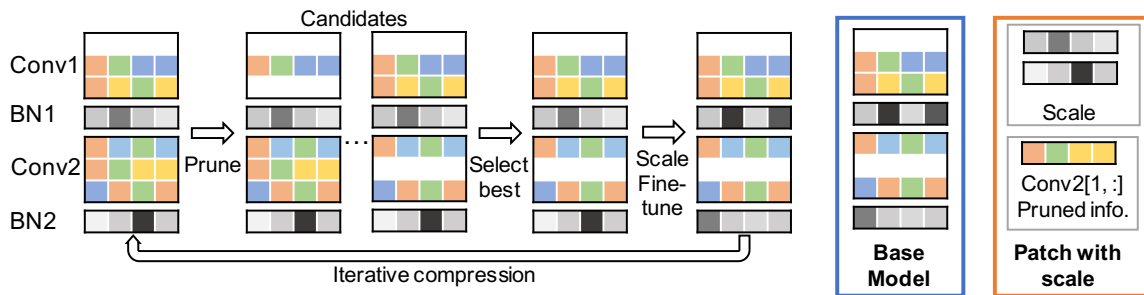 Candidates
Conv1
BN1
Conv2
BN2
Prune
...
Select
best
Scale
Fine-
tune
Iterative compression
Base
Model
Scale
Conv2[1, :]
Pruned info.
Patch with
scale